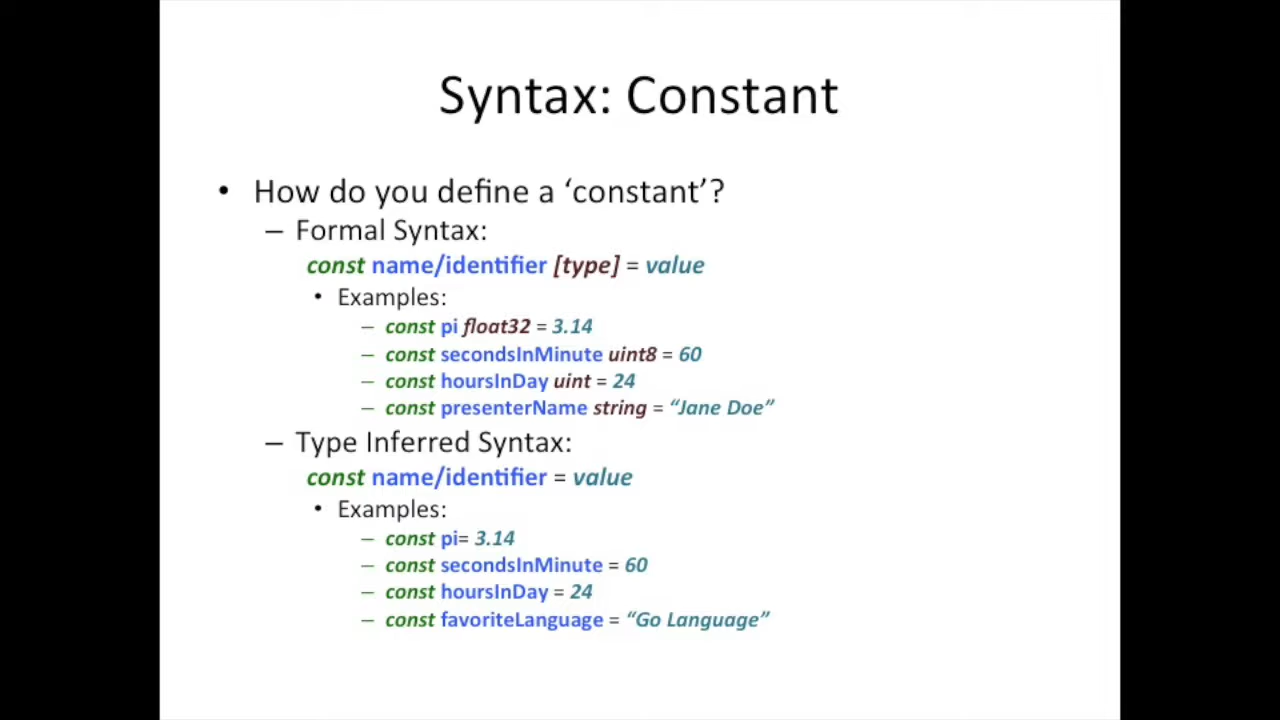 Syntax: Constant
• How do you define a ‘constant’?
– Formal Syntax:
const name/identifier [type] = value
• Examples:
– const pi float32 = 3.14
– const secondsInMinute uint8 = 60
– const hoursInDay uint = 24
– const presenterName string = “Jane Doe”
– Type Inferred Syntax:
const name/identifier = value
• Examples:
– const pi= 3.14
– const secondsInMinute = 60
– const hoursInDay = 24
– const favoriteLanguage = “Go Language”